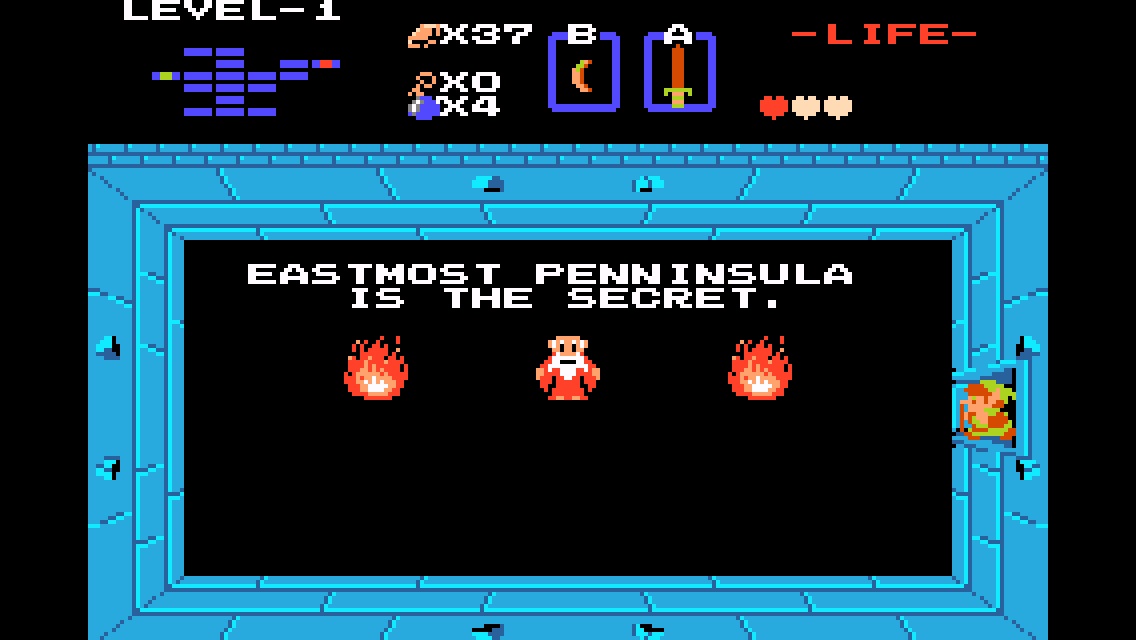 LEVEL-1
X37
B
A
-LIFE-
X0
X4
EASTMOST PENNINSULA
IS THE SECRET.